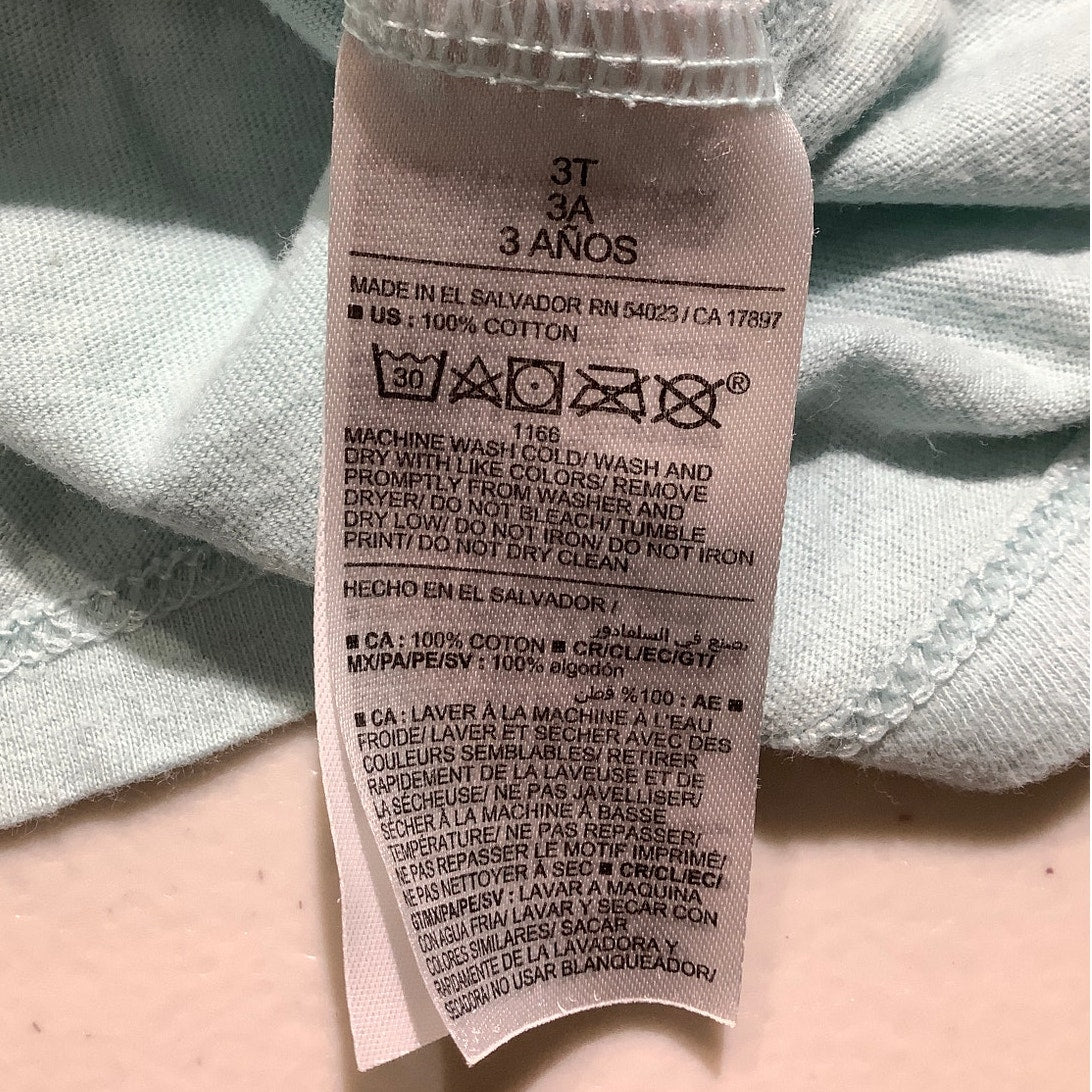 3T
3A
3 AÑOS
MADE IN EL SALVADOR RN 54023 / CA 17897
■ US : 100% COTTON
30 ®
1166
MACHINE WASH COLD/ WASH AND
DRY WITH LIKE COLORS/ REMOVE
PROMPTLY FROM WASHER AND
DRYER/ DO NOT BLEACH/ TUMBLE
DRY LOW/ DO NOT IRON/ DO NOT IRON
PRINT/ DO NOT DRY CLEAN
HECHO EN EL SALVADOR /
صنع في السلفادور
■ CA : 100% COTON ■ CR/CL/EC/GT/
MX/PA/PE/SV : 100% algodón
■ AE : 100% قطن
■ CA : LAVER À LA MACHINE À L'EAU
FROIDE/ LAVER ET SÉCHER AVEC DES
COULEURS SEMBLABLES/ RETIRER
RAPIDEMENT DE LA LAVEUSE ET DE
LA SÉCHEUSE/ NE PAS JAVELLISER/
SÉCHER À LA MACHINE À BASSE
TEMPÉRATURE/ NE PAS REPASSER/
NE PAS REPASSER LE MOTIF IMPRIMÉ/
NE PAS NETTOYER À SEC ■ CR/CL/EC/
GT/MX/PA/PE/SV : LAVAR A MAQUINA
CON AGUA FRIA/ LAVAR Y SECAR CON
COLORES SIMILARES/ SACAR
RAPIDAMENTE DE LA LAVADORA Y
SECADORA/ NO USAR BLANQUEADOR/